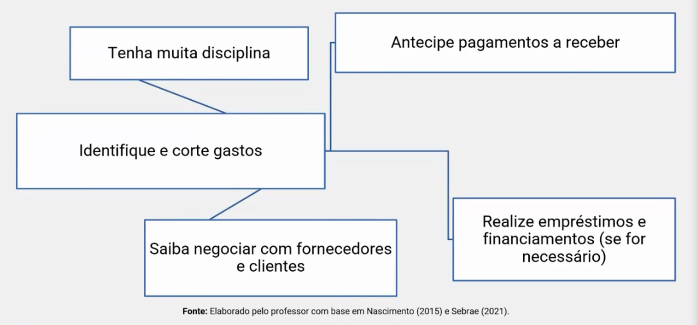 Tenha muita disciplina
Antecipe pagamentos a receber
Identifique e corte gastos
Saiba negociar com fornecedores
e clientes
Realize empréstimos e
financiamentos (se for
necessário)
Fonte: Elaborado pelo professor com base em Nascimento (2015) e Sebrae (2021).